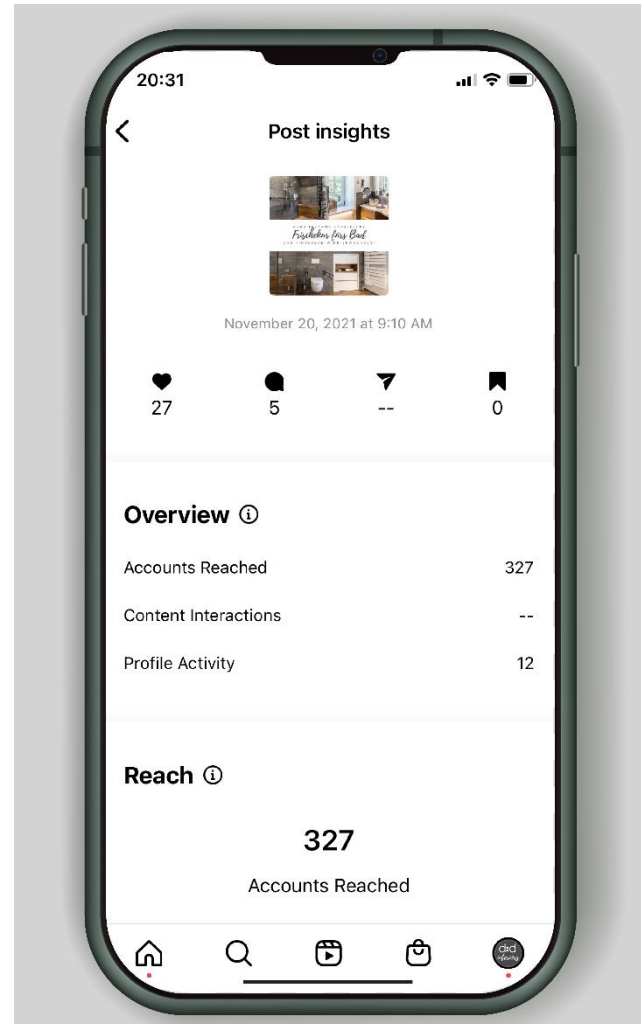 20:31
Post insights
Frischekur fürs Bad
November 20, 2021 at 9:10 AM
27 5 -- 0
Overview
Accounts Reached 327
Content Interactions --
Profile Activity 12
Reach
327
Accounts Reached
d:d